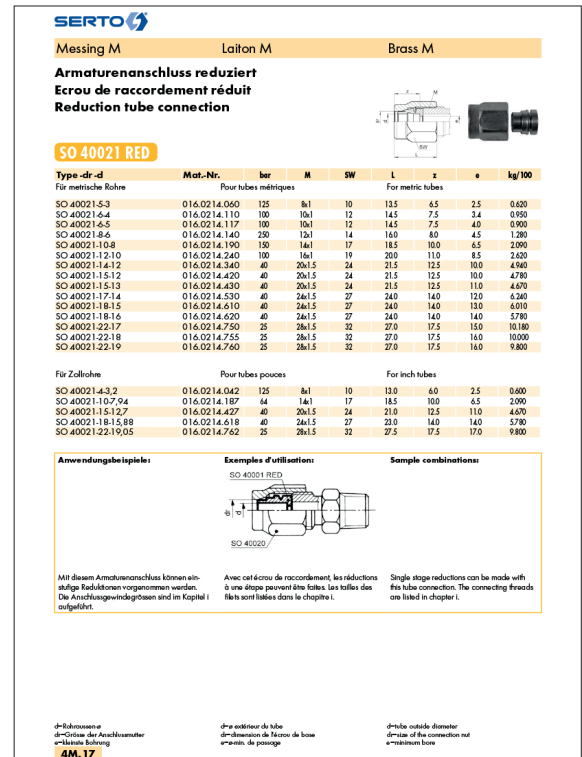 SERTO
Messing M Laiton M Brass M
Armaturenanschluss reduziert
Ecrou de raccordement réduit
Reduction tube connection
z M
dr d e
SW
L
SO 40021 RED
Type -dr -d Mat.-Nr. bar M SW L z e kg/100
Für metrische Rohre Pour tubes métriques For metric tubes
SO 40021-5-3 016.0214.060 125 8x1 10 13.5 6.5 2.5 0.620
SO 40021-6-4 016.0214.110 100 10x1 12 14.5 7.5 3.4 0.950
SO 40021-6-5 016.0214.117 100 10x1 12 14.5 7.5 4.0 0.900
SO 40021-8-6 016.0214.140 250 12x1 14 16.0 8.0 4.5 1.280
SO 40021-10-8 016.0214.190 150 14x1 17 18.5 10.0 6.5 2.090
SO 40021-12-10 016.0214.240 100 16x1 19 20.0 11.0 8.5 2.620
SO 40021-14-12 016.0214.340 40 20x1.5 24 21.5 12.5 10.0 4.940
SO 40021-15-12 016.0214.420 40 20x1.5 24 21.5 12.5 10.0 4.780
SO 40021-15-13 016.0214.430 40 20x1.5 24 21.5 12.5 11.0 4.670
SO 40021-17-14 016.0214.530 40 24x1.5 27 24.0 14.0 12.0 6.240
SO 40021-18-15 016.0214.610 40 24x1.5 27 24.0 14.0 13.0 6.010
SO 40021-18-16 016.0214.620 40 24x1.5 27 24.0 14.0 14.0 5.780
SO 40021-22-17 016.0214.750 25 28x1.5 32 27.0 17.5 15.0 10.180
SO 40021-22-18 016.0214.755 25 28x1.5 32 27.0 17.5 16.0 10.000
SO 40021-22-19 016.0214.760 25 28x1.5 32 27.0 17.5 16.0 9.800
Für Zollrohre Pour tubes pouces For inch tubes
SO 40021-4-3,2 016.0214.042 125 8x1 10 13.0 6.0 2.5 0.600
SO 40021-10-7,94 016.0214.187 64 14x1 17 18.5 10.0 6.5 2.090
SO 40021-15-12,7 016.0214.427 40 20x1.5 24 21.0 12.5 11.0 4.670
SO 40021-18-15,88 016.0214.618 40 24x1.5 27 23.0 14.0 14.0 5.780
SO 40021-22-19,05 016.0214.762 25 28x1.5 32 27.5 17.5 17.0 9.800
Anwendungsbeispiele: Exemples d'utilisation: Sample combinations:
SO 40001 RED
dr d
SO 40020
Mit diesem Armaturenanschluss können ein-
stufige Reduktionen vorgenommen werden.
Die Anschlussgewindegrössen sind im Kapitel i
aufgeführt.
Avec cet écrou de raccordement, les réductions
à une étape peuvent être faites. Les tailles des
filets sont listées dans le chapitre i.
Single stage reductions can be made with
this tube connection. The connecting threads
are listed in chapter i.
d=Rohraussen-ø
dr=Grösse der Anschlussmutter
e=kleinste Bohrung
d=ø extérieur du tube
dr=dimension de l'écrou de base
e=ø-min. de passage
d=tube outside diameter
dr=size of the connection nut
e=minimum bore
4M.17